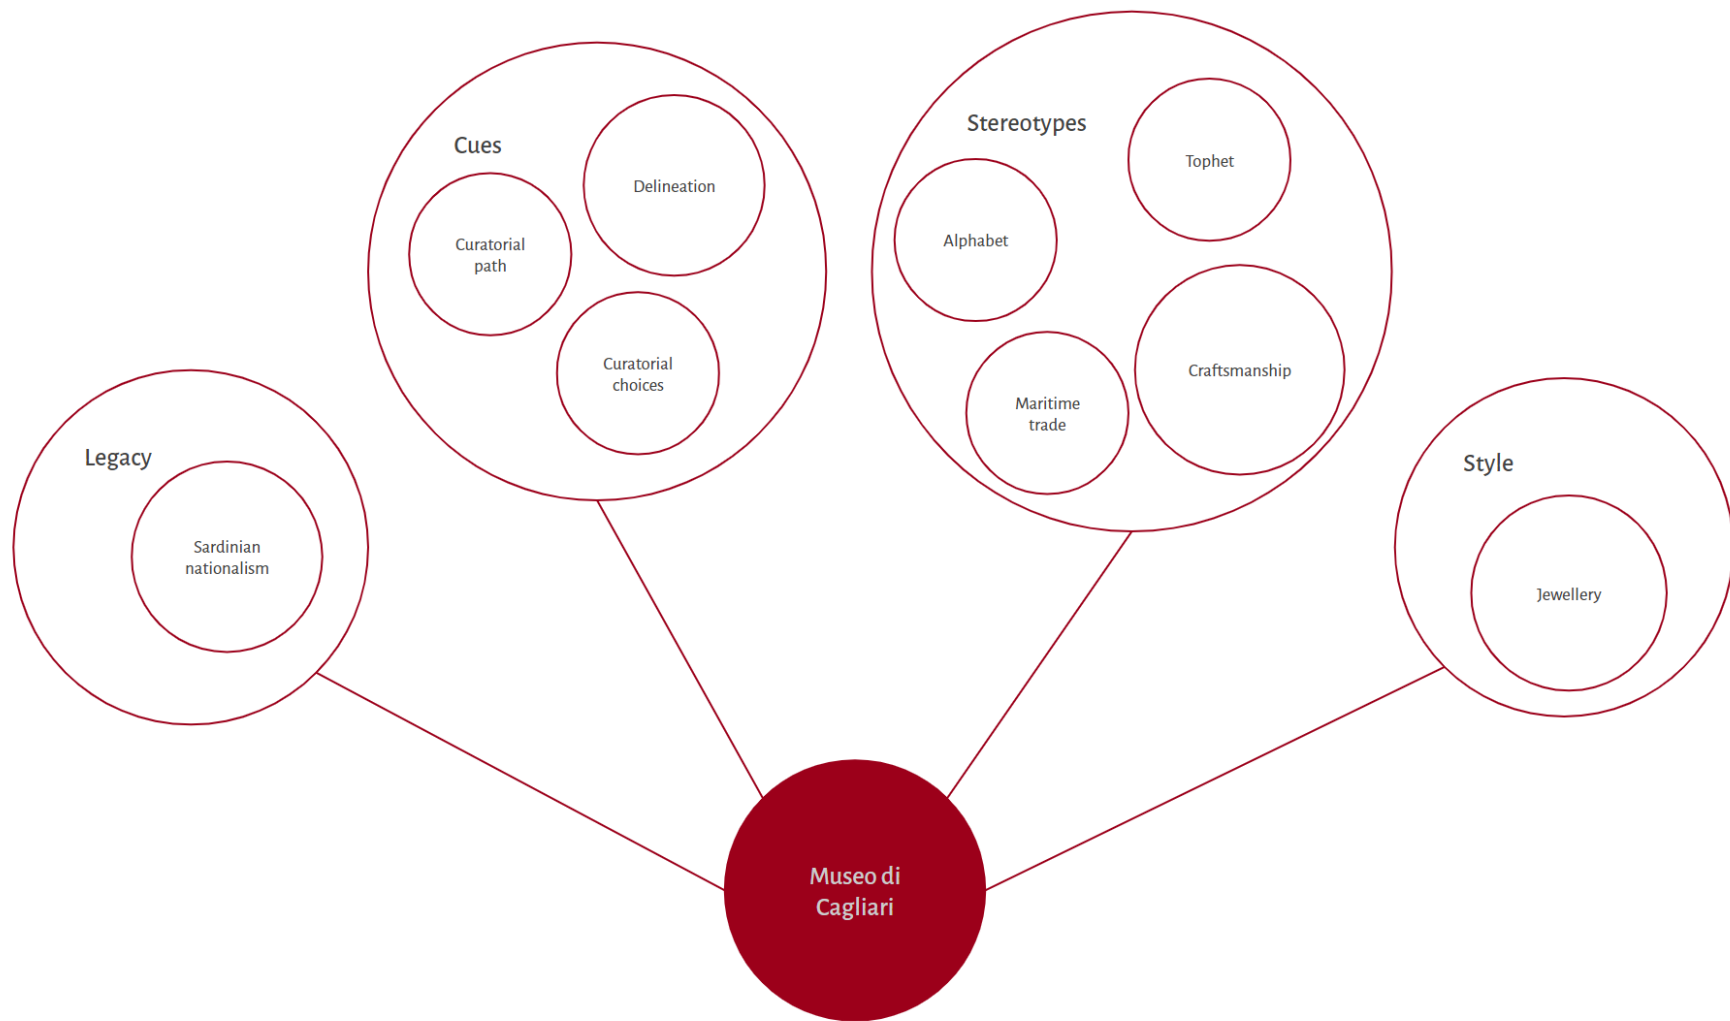 Stereotypes
Cues
Tophet
Delineation
Alphabet
Curatorial
path
Curatorial
choices
Craftsmanship
Maritime
trade
Legacy
Style
Sardinian
nationalism
Jewellery
Museo di
Cagliari